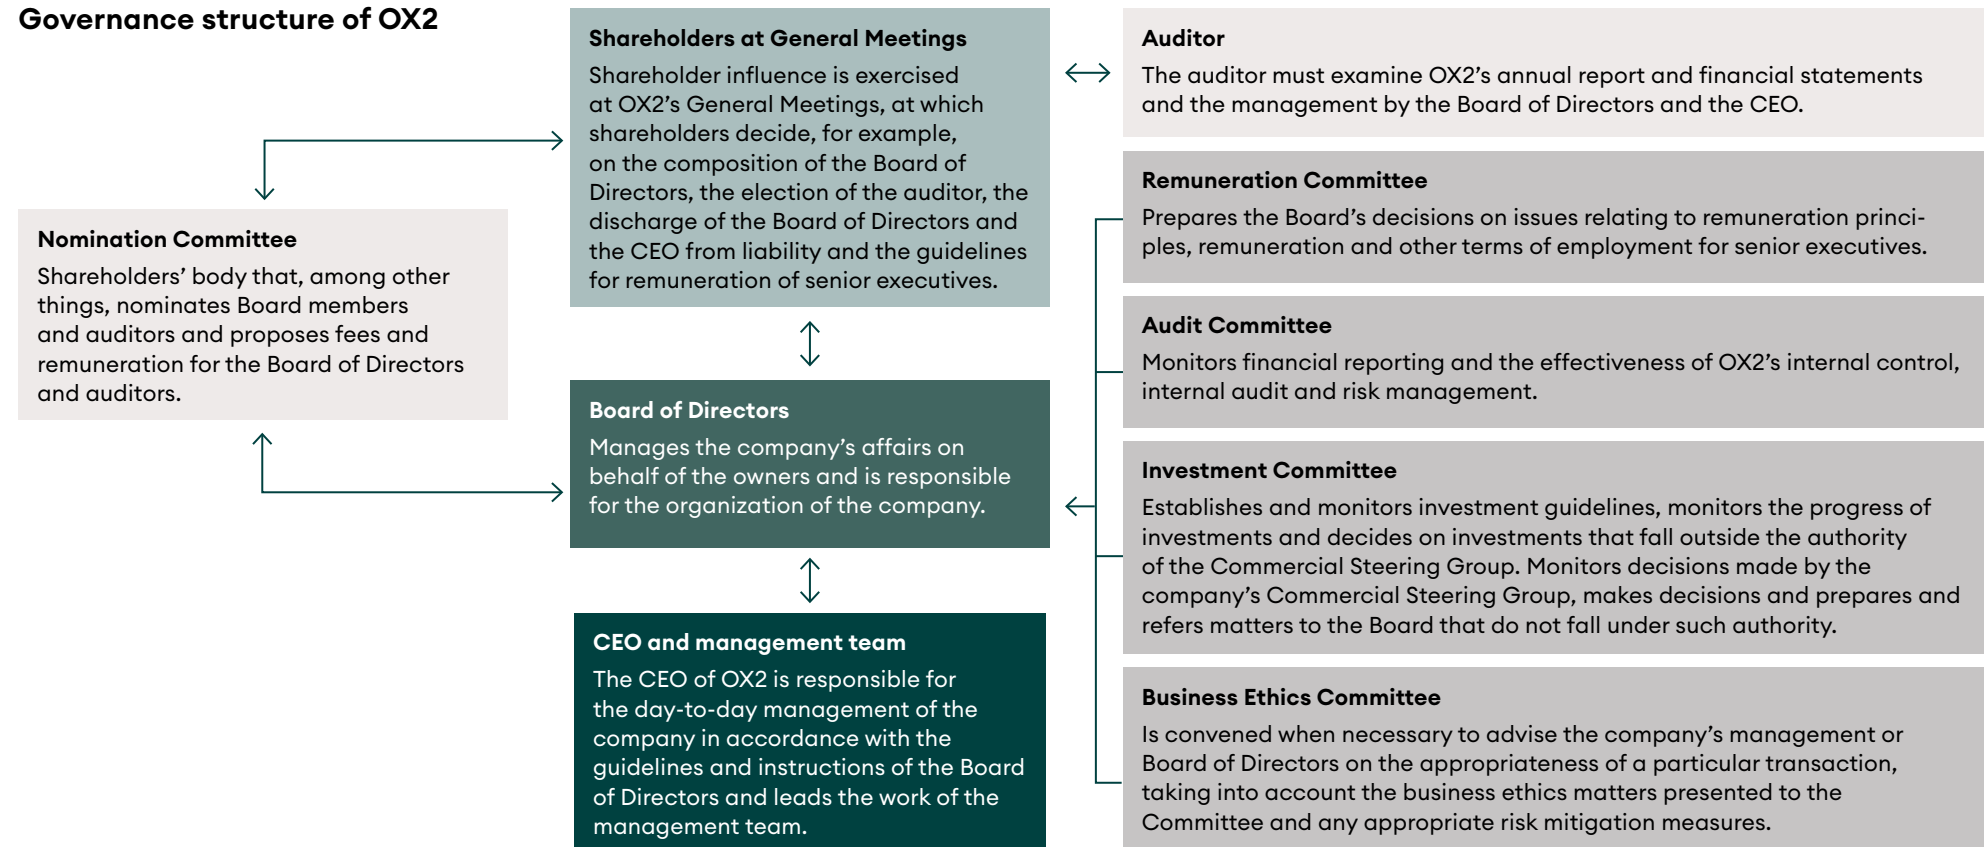 Governance structure of OX2
Nomination Committee
Shareholders’ body that, among other
things, nominates Board members
and auditors and proposes fees and
remuneration for the Board of Directors
and auditors.
Shareholders at General Meetings
Shareholder influence is exercised
at OX2’s General Meetings, at which
shareholders decide, for example,
on the composition of the Board of
Directors, the election of the auditor, the
discharge of the Board of Directors and
the CEO from liability and the guidelines
for remuneration of senior executives.
Board of Directors
Manages the company’s affairs on
behalf of the owners and is responsible
for the organization of the company.
CEO and management team
The CEO of OX2 is responsible for
the day-to-day management of the
company in accordance with the
guidelines and instructions of the Board
of Directors and leads the work of the
management team.
Auditor
The auditor must examine OX2’s annual report and financial statements
and the management by the Board of Directors and the CEO.
Remuneration Committee
Prepares the Board’s decisions on issues relating to remuneration princi-
ples, remuneration and other terms of employment for senior executives.
Audit Committee
Monitors financial reporting and the effectiveness of OX2’s internal control,
internal audit and risk management.
Investment Committee
Establishes and monitors investment guidelines, monitors the progress of
investments and decides on investments that fall outside the authority
of the Commercial Steering Group. Monitors decisions made by the
company’s Commercial Steering Group, makes decisions and prepares and
refers matters to the Board that do not fall under such authority.
Business Ethics Committee
Is convened when necessary to advise the company’s management or
Board of Directors on the appropriateness of a particular transaction,
taking into account the business ethics matters presented to the
Committee and any appropriate risk mitigation measures.